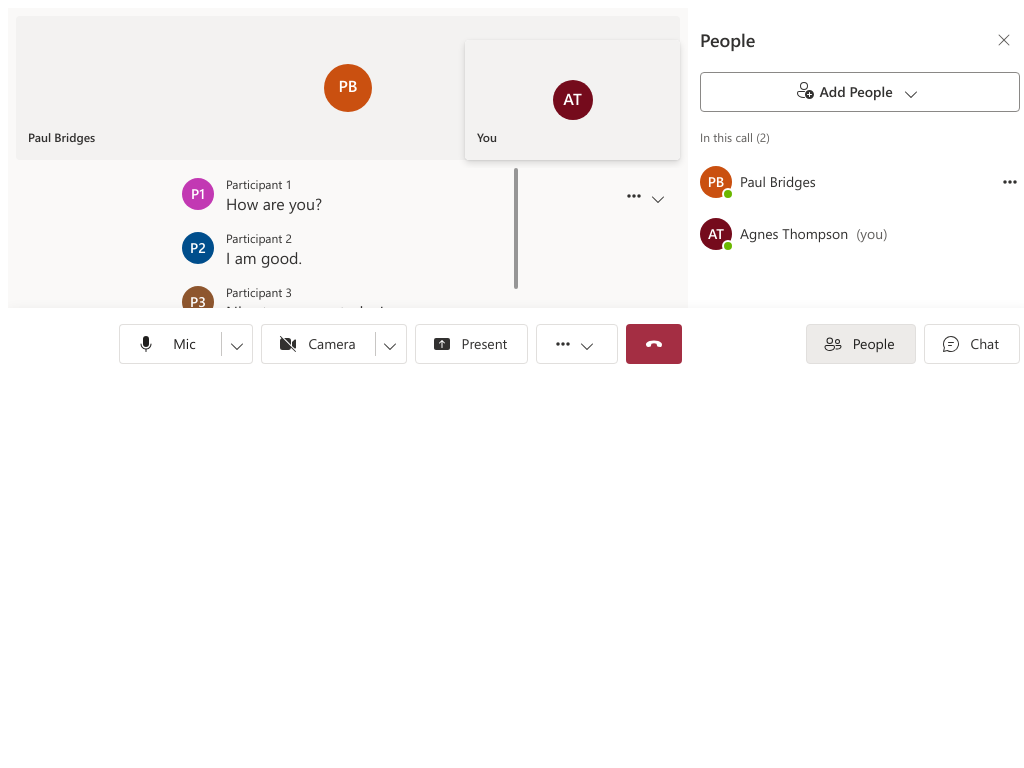 PB
Paul Bridges
AT
You
P1
Participant 1
How are you?
P2
Participant 2
I am good.
P3
Participant 3
People
Add People
In this call (2)
PB
Paul Bridges
AT
Agnes Thompson (you)
Mic
Camera
Present
People
Chat